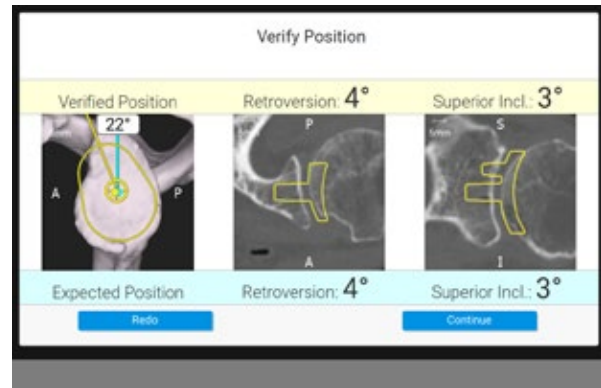 Verify Position
Verified Position Retroversion: 4° Superior Incl.: 3°
22° P S
A P
A I
Expected Position Retroversion: 4° Superior Incl.: 3°
Redo Continue